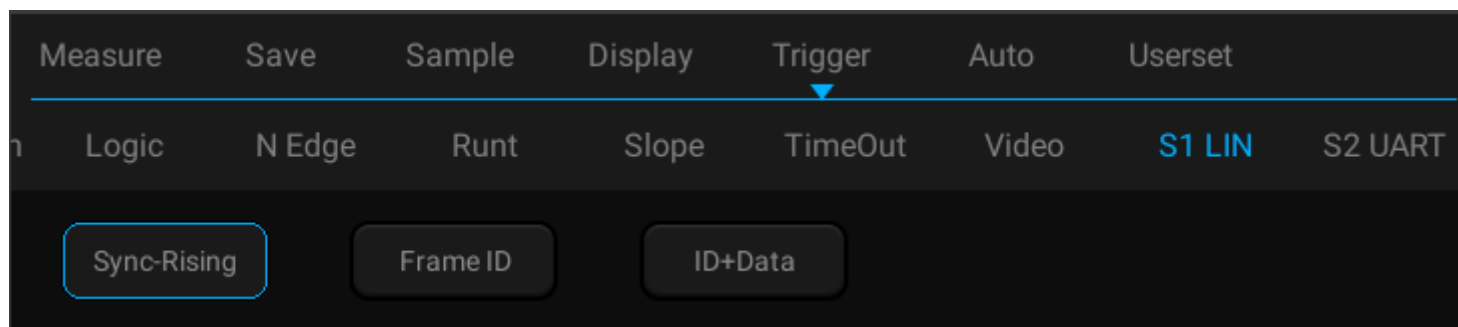 Measure Save Sample Display Trigger Auto Userset
Logic N Edge Runt Slope TimeOut Video S1 LIN S2 UART
Sync-Rising Frame ID ID+Data